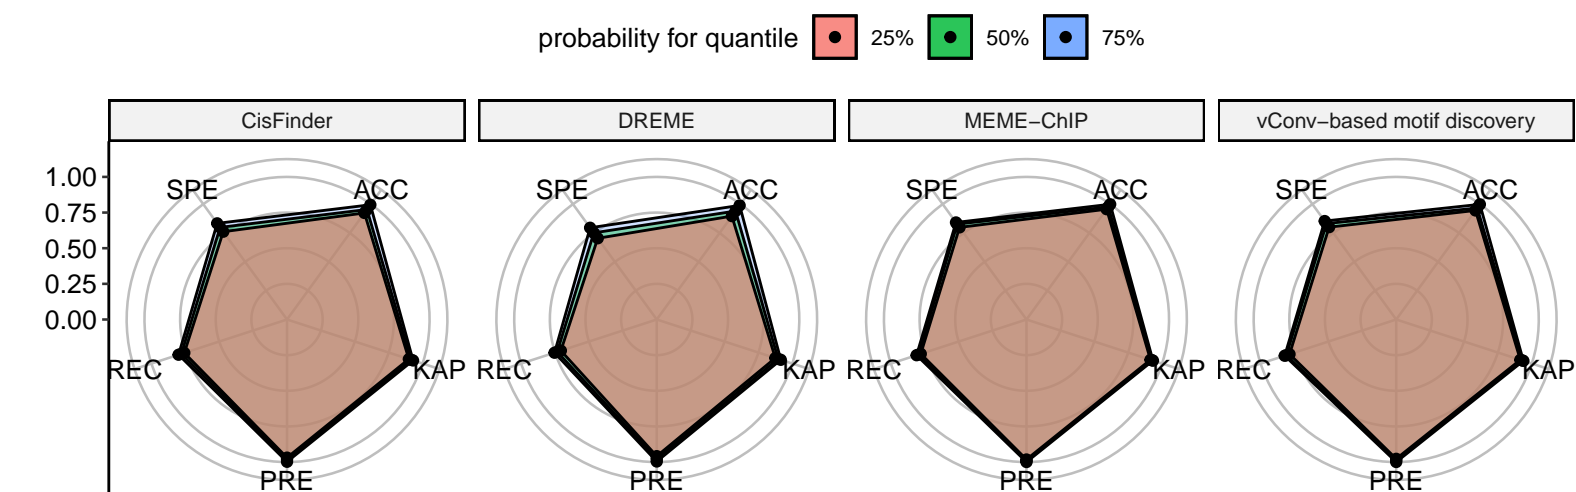 probability for quantile 25% 50% 75%
CisFinder DREME MEME−ChIP vConv−based motif discovery
1.00
0.75
0.50
0.25
0.00
SPE ACC SPE ACC SPE ACC SPE ACC
REC KAP REC KAP REC KAP REC KAP
PRE PRE PRE PRE